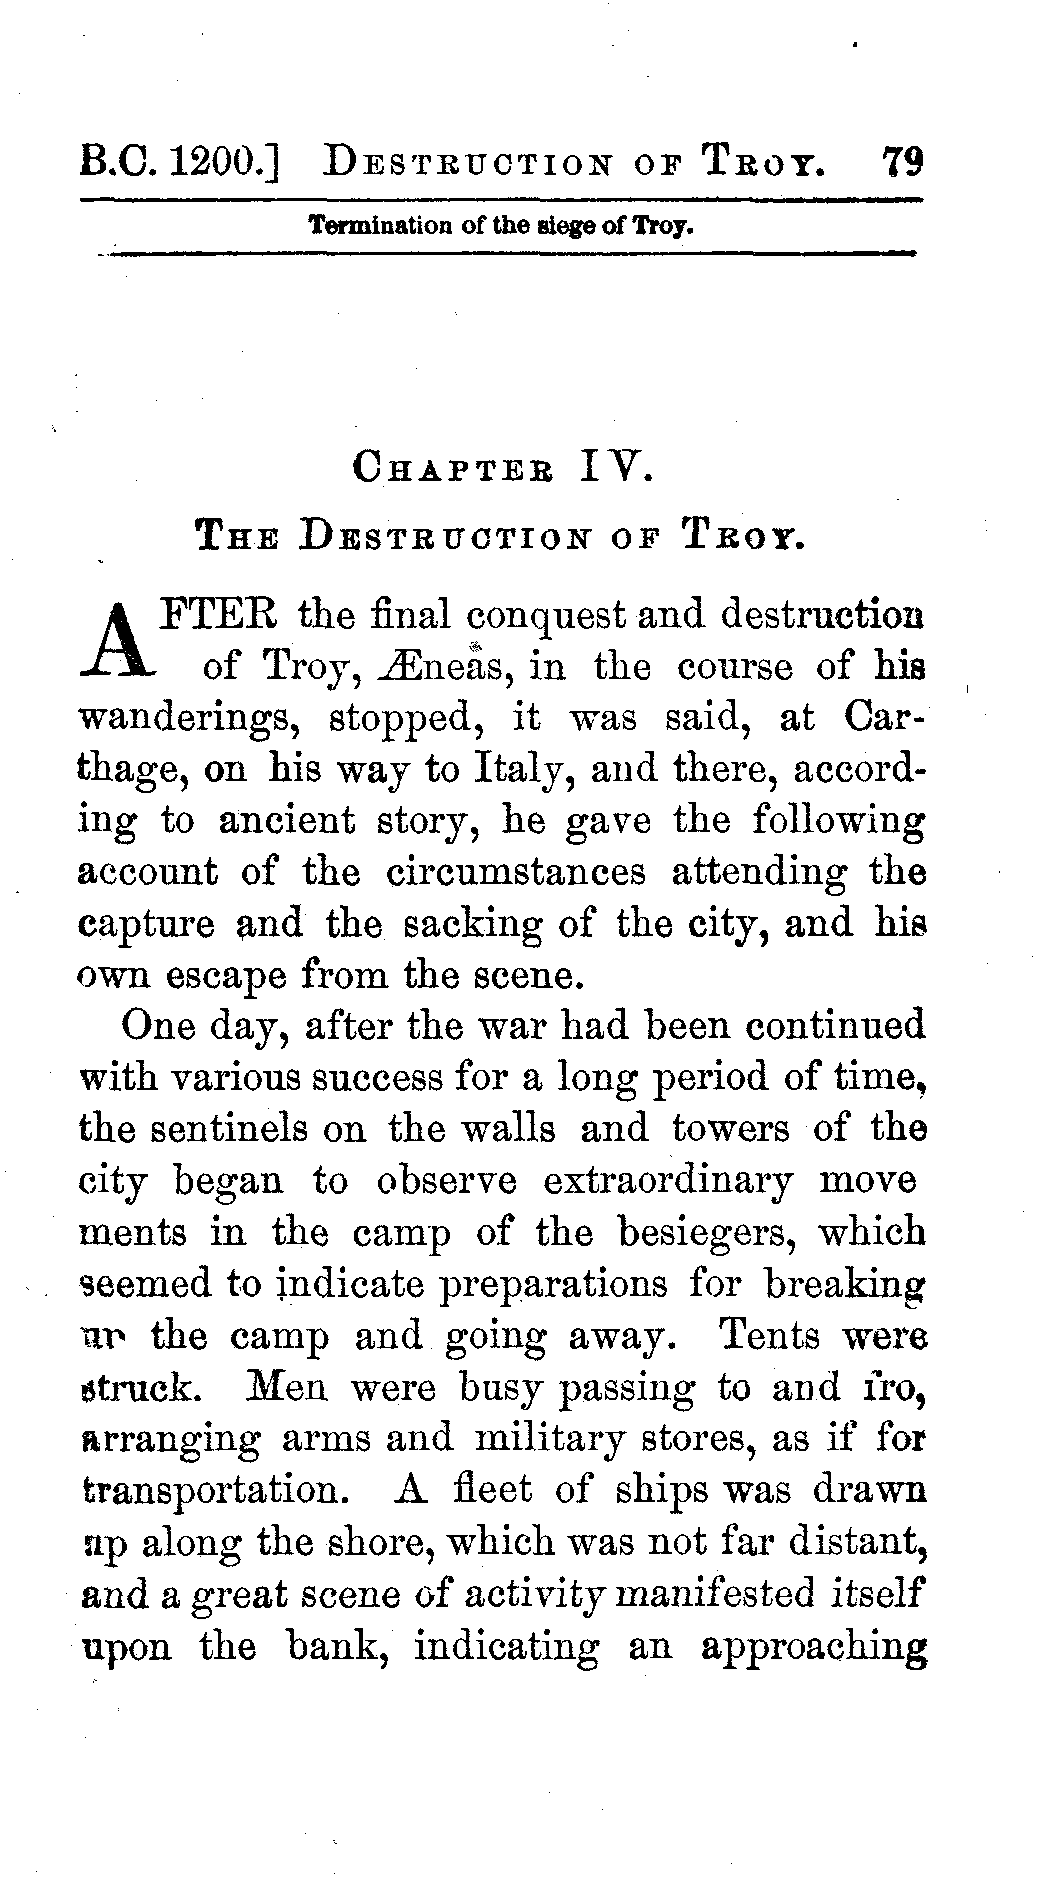 B.C. 1200.] DESTRUCTION OF TROY. 79
Termination of the siege of Troy.
CHAPTER IV.
THE DESTRUCTION OF TROY.
AFTER the final conquest and destruction
of Troy, Æneas, in the course of his
wanderings, stopped, it was said, at Car-
thage, on his way to Italy, and there, accord-
ing to ancient story, he gave the following
account of the circumstances attending the
capture and the sacking of the city, and his
own escape from the scene.
One day, after the war had been continued
with various success for a long period of time,
the sentinels on the walls and towers of the
city began to observe extraordinary move
ments in the camp of the besiegers, which
seemed to indicate preparations for breaking
up the camp and going away. Tents were
struck. Men were busy passing to and fro,
arranging arms and military stores, as if for
transportation. A fleet of ships was drawn
up along the shore, which was not far distant,
and a great scene of activity manifested itself
upon the bank, indicating an approaching